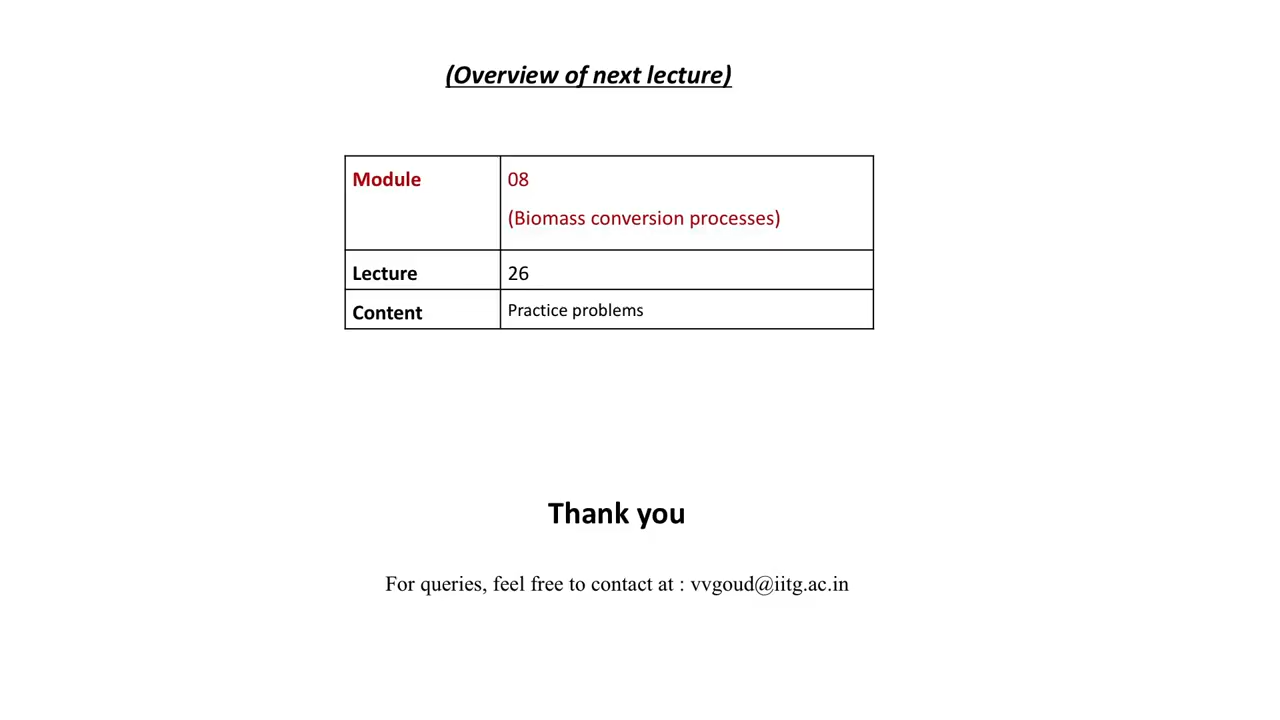 (Overview of next lecture)
Module 08
(Biomass conversion processes)
Lecture 26
Content Practice problems
Thank you
For queries, feel free to contact at : vvgoud@iitg.ac.in